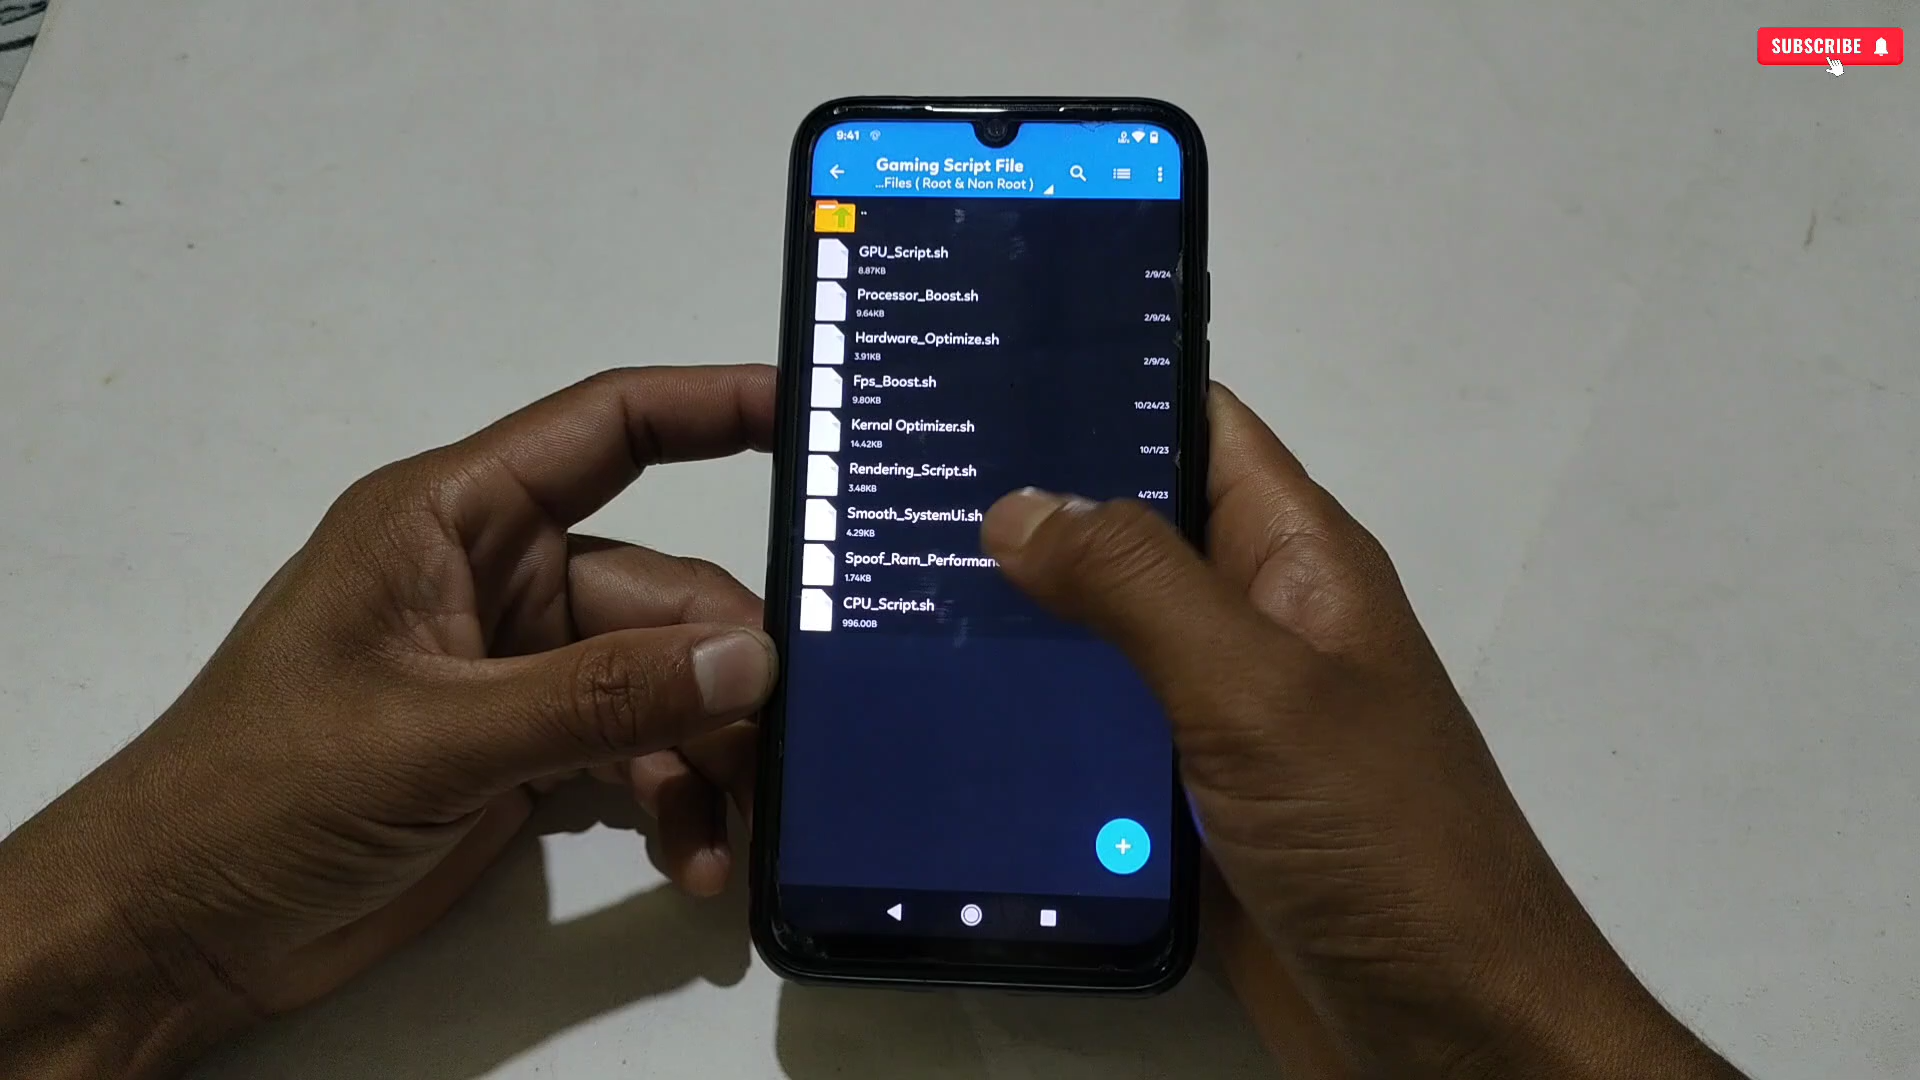 SUBSCRIBE
9:41
Gaming Script File
...Files ( Root & Non Root )
..
GPU_Script.sh
8.87KB
2/9/24
Processor_Boost.sh
9.64KB
2/9/24
Hardware_Optimize.sh
3.91KB
2/9/24
Fps_Boost.sh
9.80KB
10/24/23
Kernal Optimizer.sh
14.42KB
10/1/23
Rendering_Script.sh
3.48KB
4/21/23
Smooth_SystemUi.sh
4.29KB
Spoof_Ram_Performan
1.74KB
CPU_Script.sh
996.00B